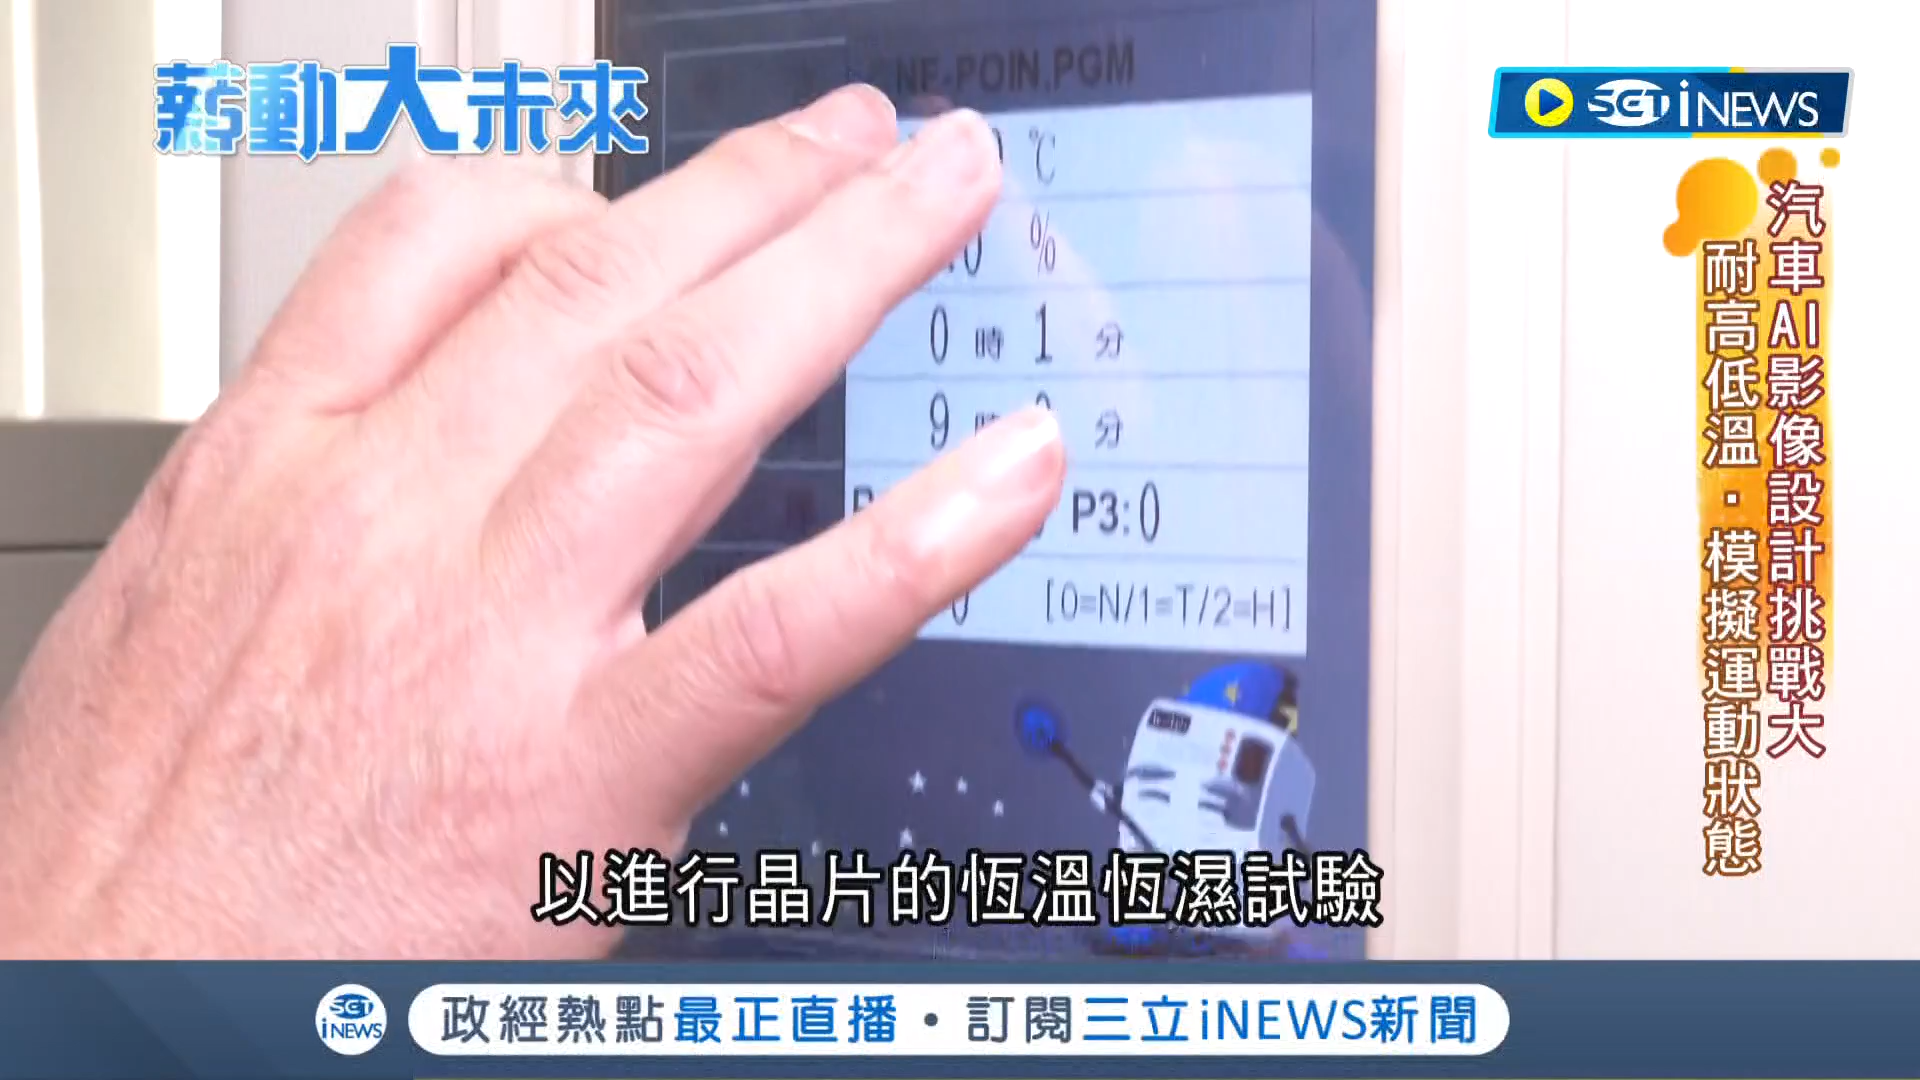 薪動大未來
SET iNEWS
汽車AI影像設計挑戰大
耐高低溫·模擬運動狀態
NE-POIN.PGM
℃
%
0 時 1 分
9 時 分
P3:0
0 [0=N/1=T/2=H]
以進行晶片的恆溫恆濕試驗
SET iNEWS
政經熱點最正直播·訂閱三立iNEWS新聞